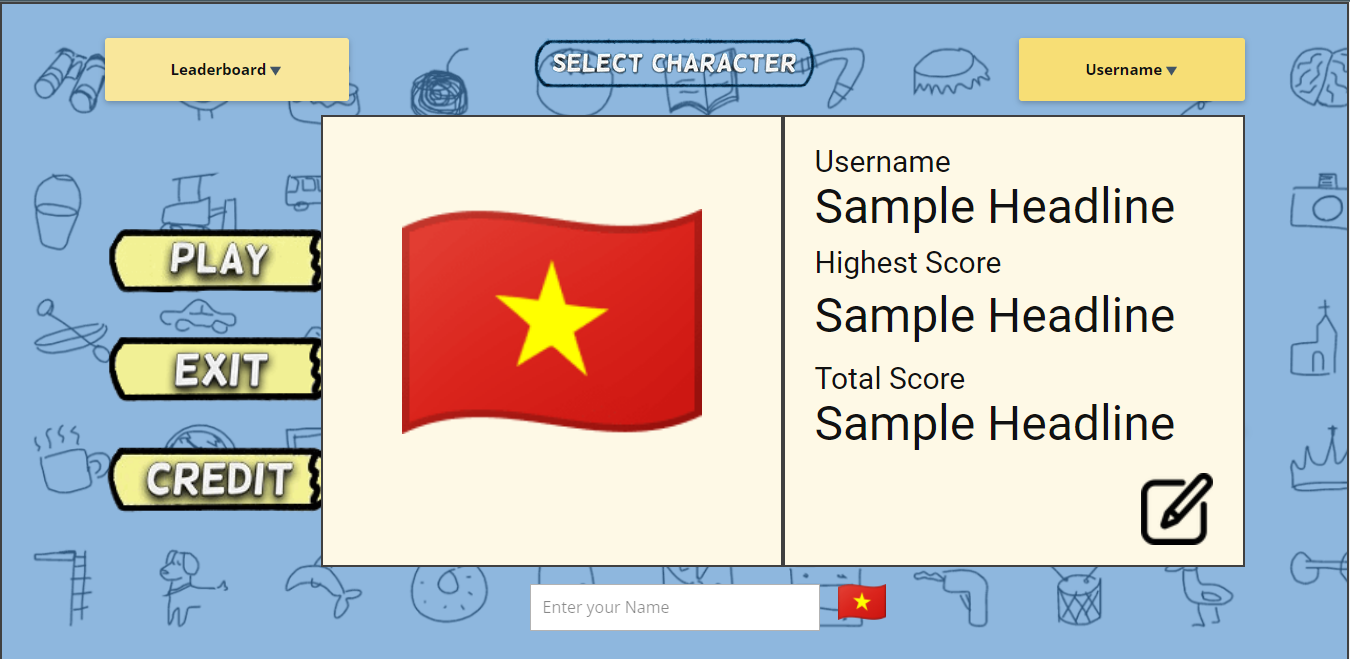 Leaderboard ▼
SELECT CHARACTER
Username ▼
PLAY
EXIT
CREDIT
Username
Sample Headline
Highest Score
Sample Headline
Total Score
Sample Headline
Enter your Name